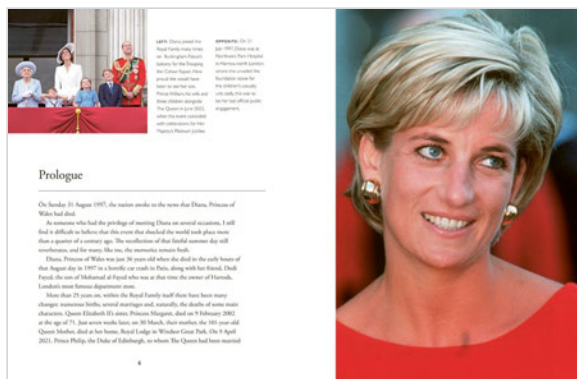 LEFT: Diana joined the
Royal Family many times
on Buckingham Palace's
balcony for the Trooping
the Colour flypast. How
proud she would have
been to see her son,
Prince William, his wife and
three children alongside
The Queen in June 2022,
when the event coincided
with celebrations for Her
Majesty's Platinum Jubilee.
OPPOSITE: On 21
July 1997, Diana was at
Northwick Park Hospital
in Harrow, north London,
where she unveiled the
foundation stone for
the children's casualty
unit; sadly this was to
be her last official public
engagement.
Prologue
On Sunday 31 August 1997, the nation awoke to the news that Diana, Princess of
Wales had died.
As someone who had the privilege of meeting Diana on several occasions, I still
find it difficult to believe that this event that shocked the world took place more
than a quarter of a century ago. The recollection of that fateful summer day still
reverberates, and for many, like me, the memories remain fresh.
Diana, Princess of Wales was just 36 years old when she died in the early hours of
that August day in 1997 in a horrific car crash in Paris, along with her friend, Dodi
Fayed, the son of Mohamed al-Fayed who was at that time the owner of Harrods,
London's most famous department store.
More than 25 years on, within the Royal Family itself there have been many
changes: numerous births, several marriages and, naturally, the deaths of some main
characters. Queen Elizabeth II's sister, Princess Margaret, died on 9 February 2002
at the age of 71. Just seven weeks later, on 30 March, their mother, the 101-year-old
Queen Mother, died at her home, Royal Lodge in Windsor Great Park. On 9 April
2021, Prince Philip, the Duke of Edinburgh, to whom The Queen had been married